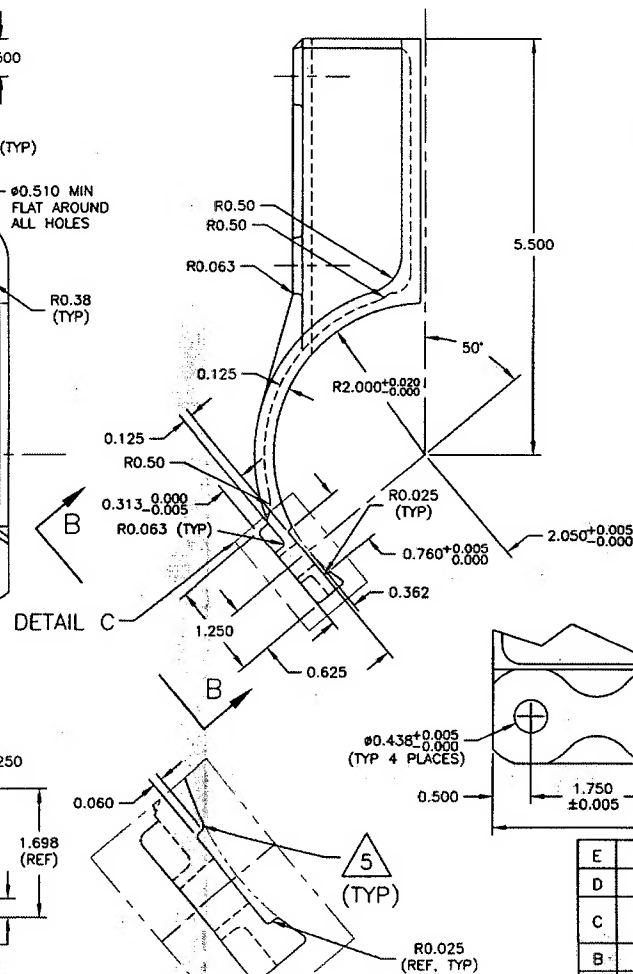 (TYP)
ø0.510 MIN
FLAT AROUND
ALL HOLES
R0.38
(TYP)
R0.50
R0.50
R0.063
5.500
50°
0.125
R2.000+0.020
-0.000
0.125
R0.50
0.313 0.000
-0.005
R0.063 (TYP)
R0.025
(TYP)
B
0.760+0.005
0.000
2.050+0.005
-0.000
0.362
DETAIL C
1.250
0.625
B
ø0.438+0.005
-0.000
(TYP 4 PLACES)
0.500
1.750
±0.005
0.060
1.698
(REF)
5
(TYP)
R0.025
(REF, TYP)
E
D
C
B